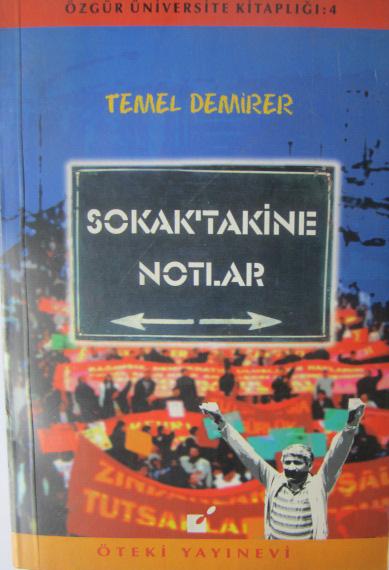 ÖZGÜR ÜNİVERSİTE KİTAPLIĞI:4
TEMEL DEMİRER
SOKAK'TAKİNE
NOTLAR
TUTSAKLAR
ÖTEKİ YAYINEVİ